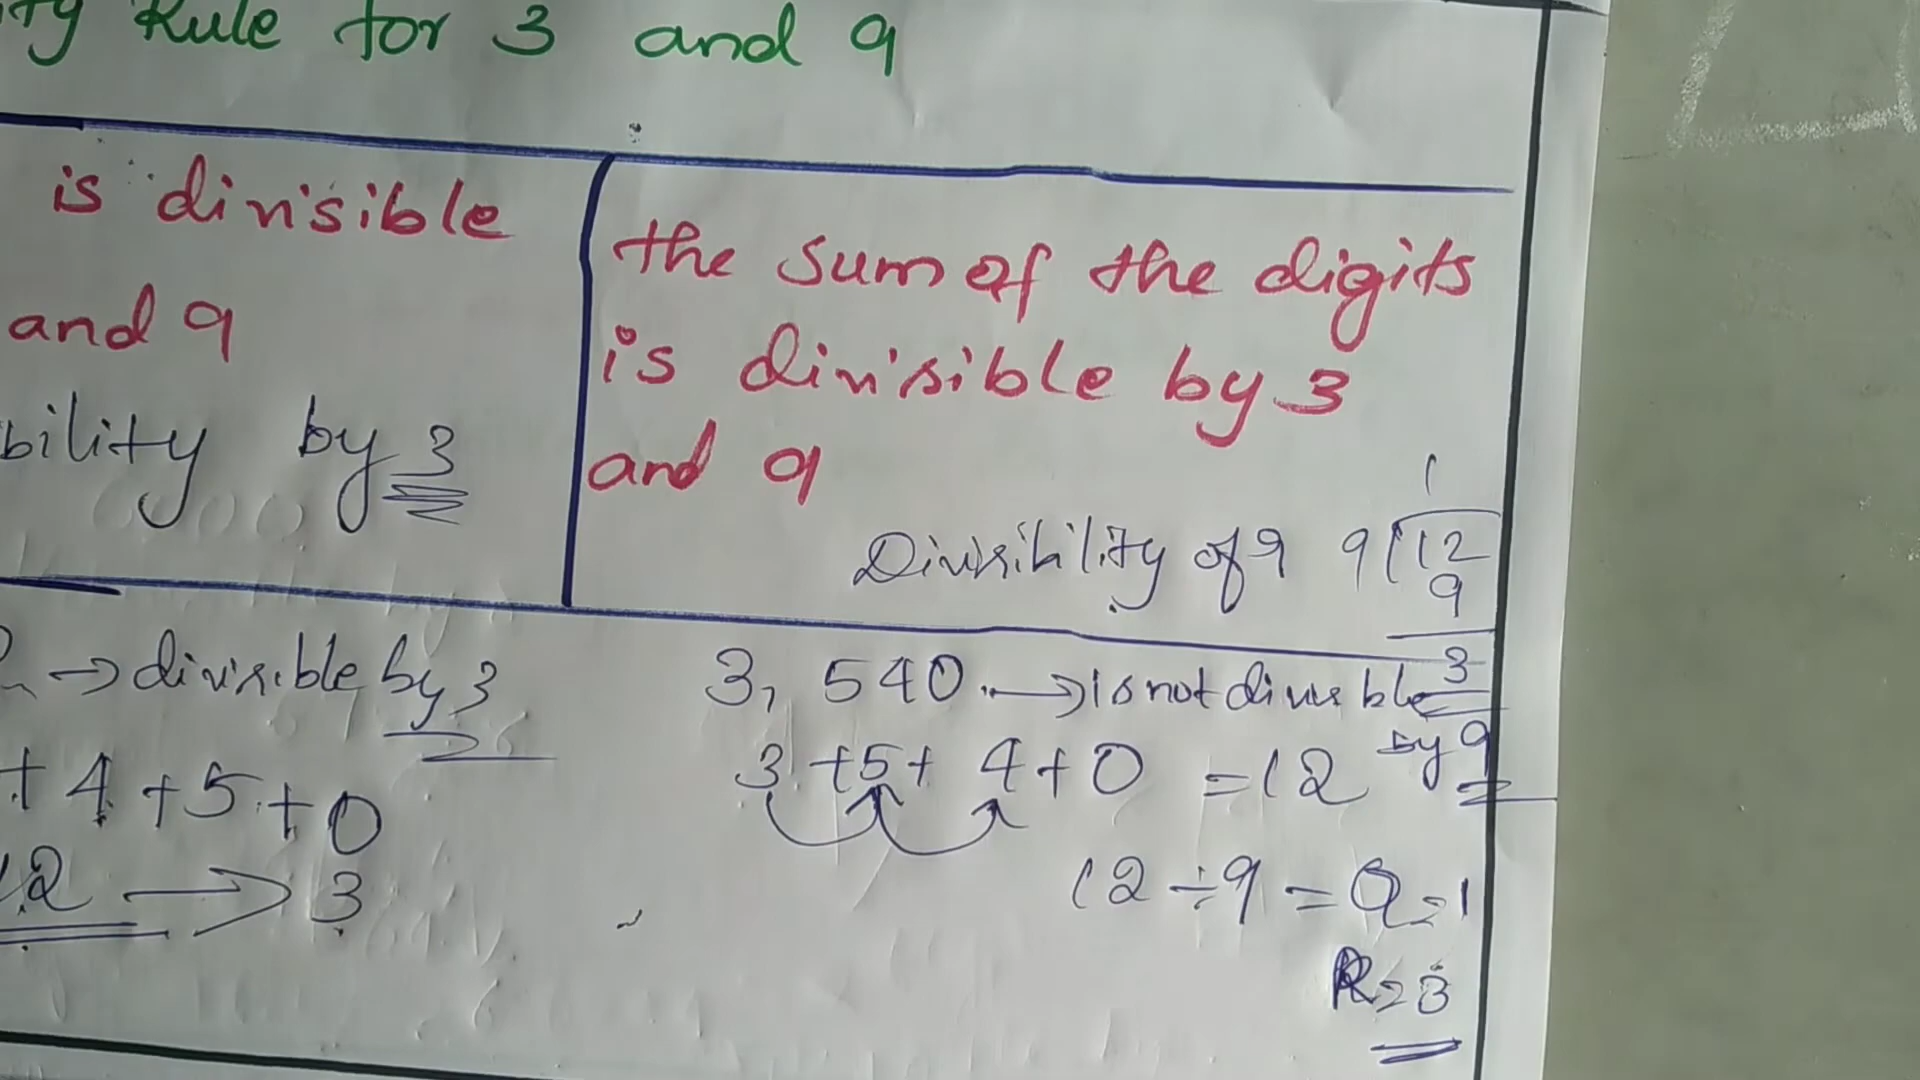 ity Rule for 3 and 9
is divisible
and 9
bility by 3
the sum of the digits
is divisible by 3
and 9
Divisibility of 9
1
9 12
9
3
→ divisible by 3
+ 4 + 5 + 0
12 → 3
3, 540 → is not divisible
by 9
3 + 5 + 4 + 0 = 12
12 ÷ 9 = Q = 1
R = 3